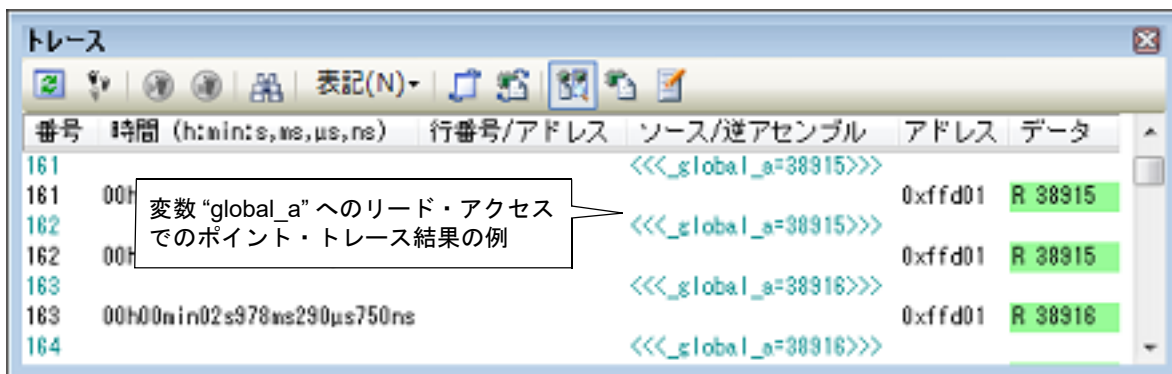 トレース
表記(N)
番号 時間 (h:min:s,ms,μs,ns) 行番号/アドレス ソース/逆アセンブル アドレス データ
161 <<<_global_a=38915>>>
161 00h 0xffd01 R 38915
変数 “global_a” へのリード・アクセス
でのポイント・トレース結果の例
162 <<<_global_a=38915>>>
162 00h 0xffd01 R 38915
163 <<<_global_a=38916>>>
163 00h00min02s978ms290μs750ns 0xffd01 R 38916
164 <<<_global_a=38916>>>